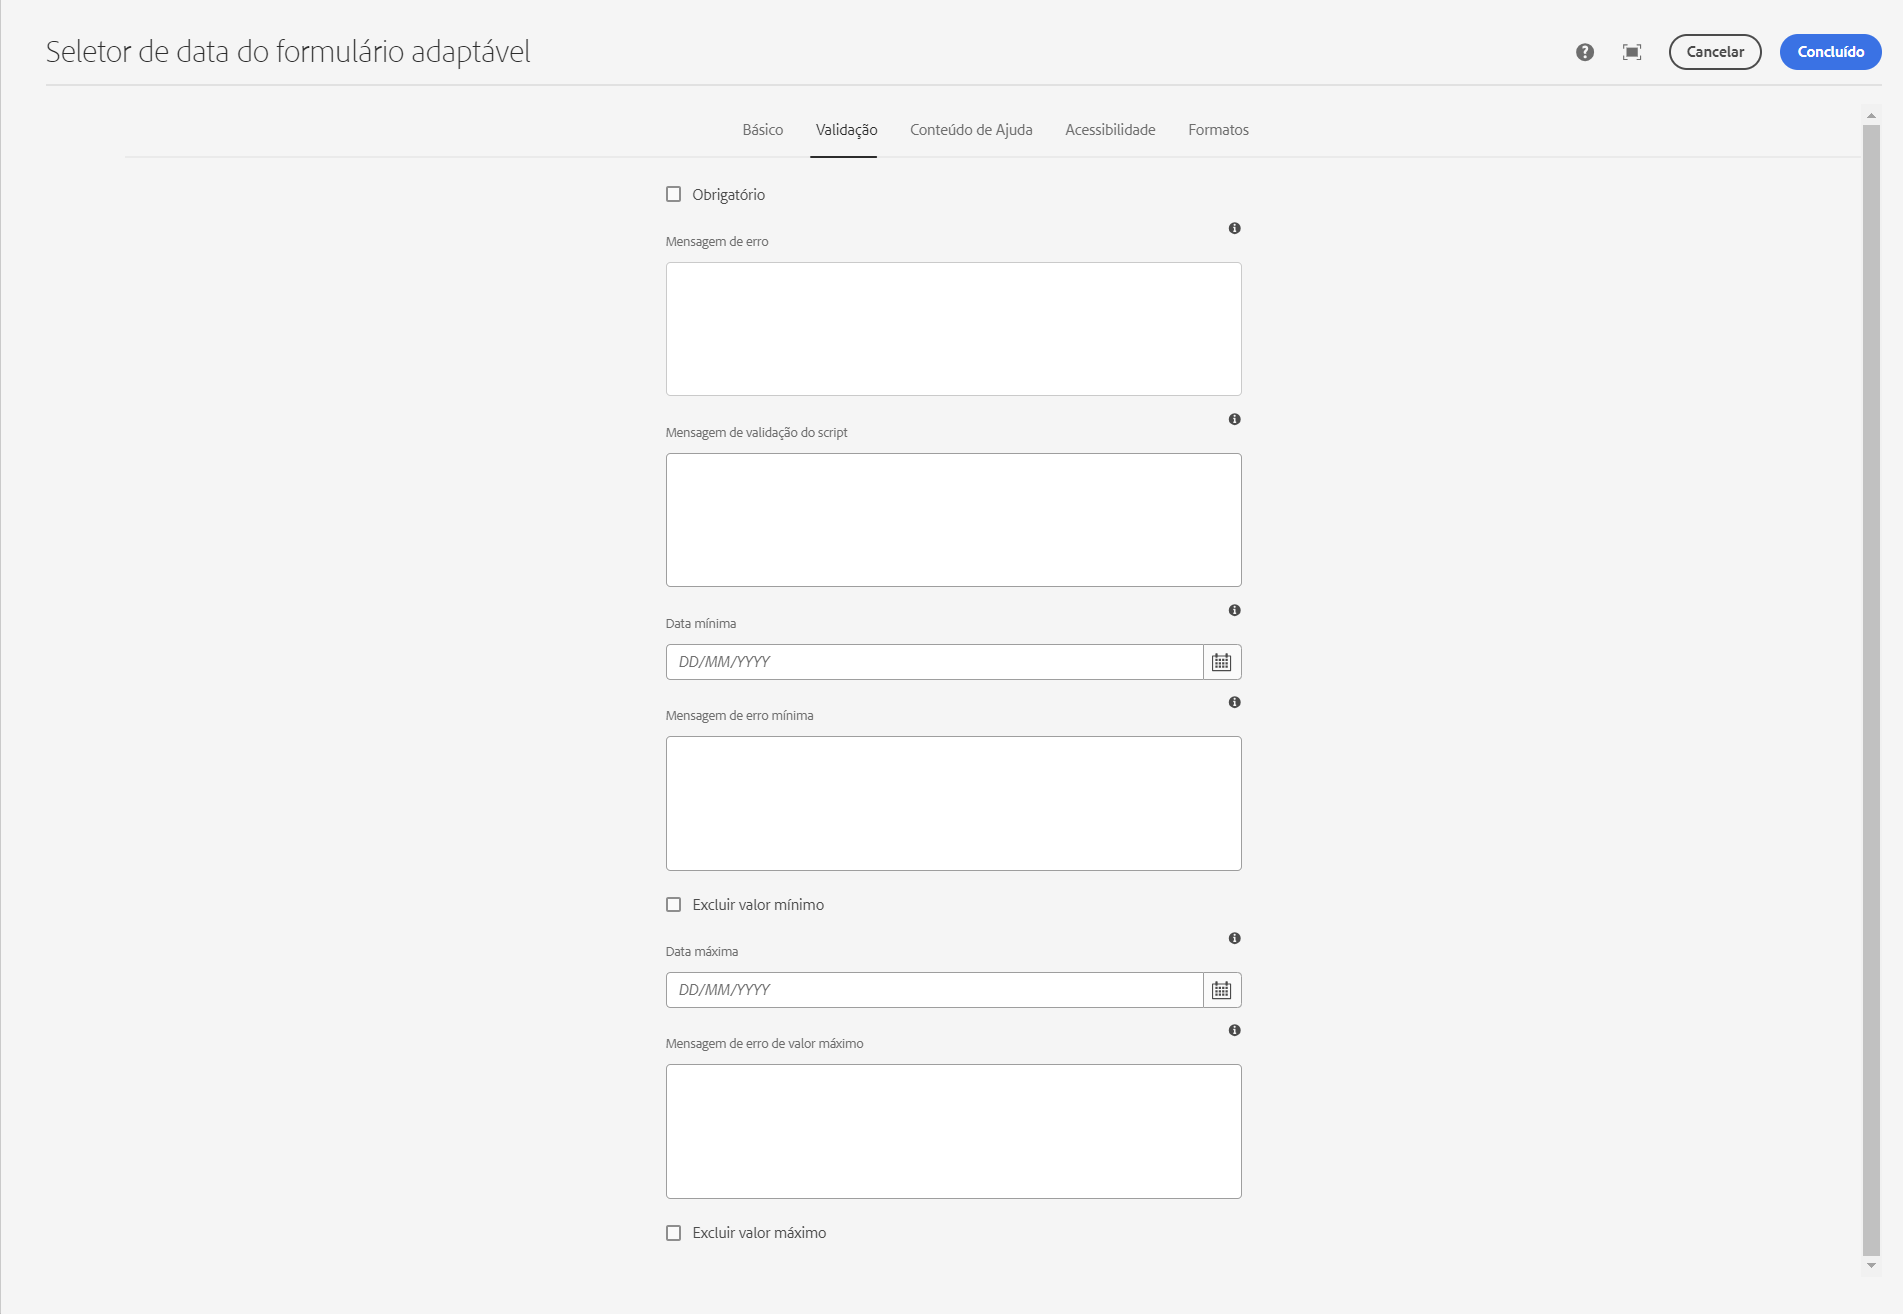 Seletor de data do formulário adaptável
Cancelar
Concluído
Básico Validação Conteúdo de Ajuda Acessibilidade Formatos
Obrigatório
Mensagem de erro
Mensagem de validação do script
Data mínima
DD/MM/YYYY
Mensagem de erro mínima
Excluir valor mínimo
Data máxima
DD/MM/YYYY
Mensagem de erro de valor máximo
Excluir valor máximo